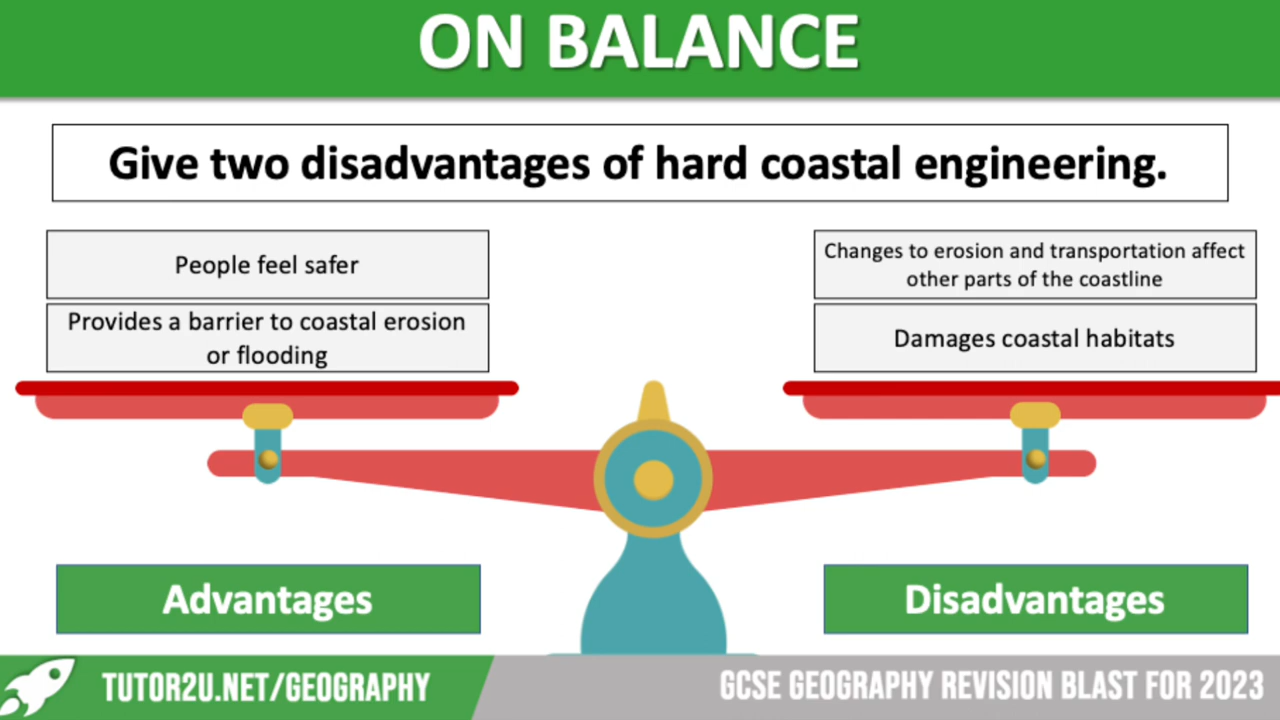 ON BALANCE
Give two disadvantages of hard coastal engineering.
People feel safer
Provides a barrier to coastal erosion
or flooding
Changes to erosion and transportation affect
other parts of the coastline
Damages coastal habitats
Advantages
Disadvantages
TUTOR2U.NET/GEOGRAPHY
GCSE GEOGRAPHY REVISION BLAST FOR 2023